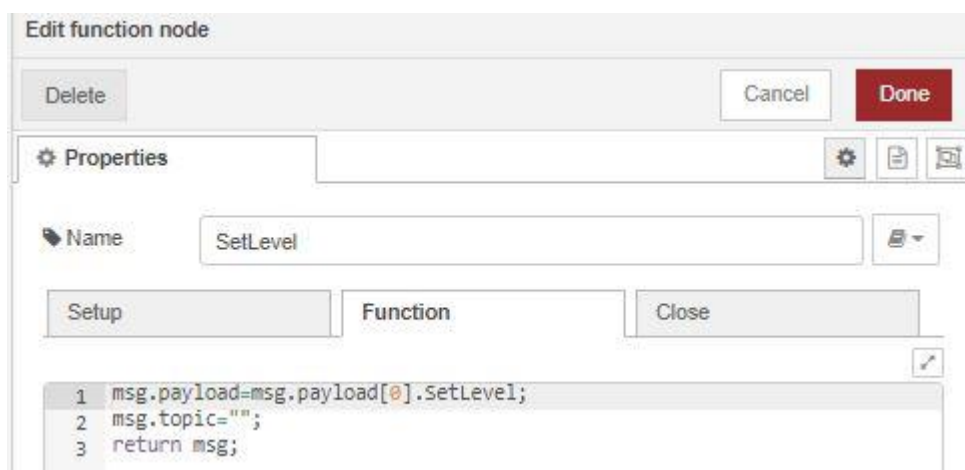 Edit function node
Delete Cancel Done
Properties
Name SetLevel
Setup Function Close
1 msg.payload=msg.payload[0].SetLevel;
2 msg.topic="";
3 return msg;